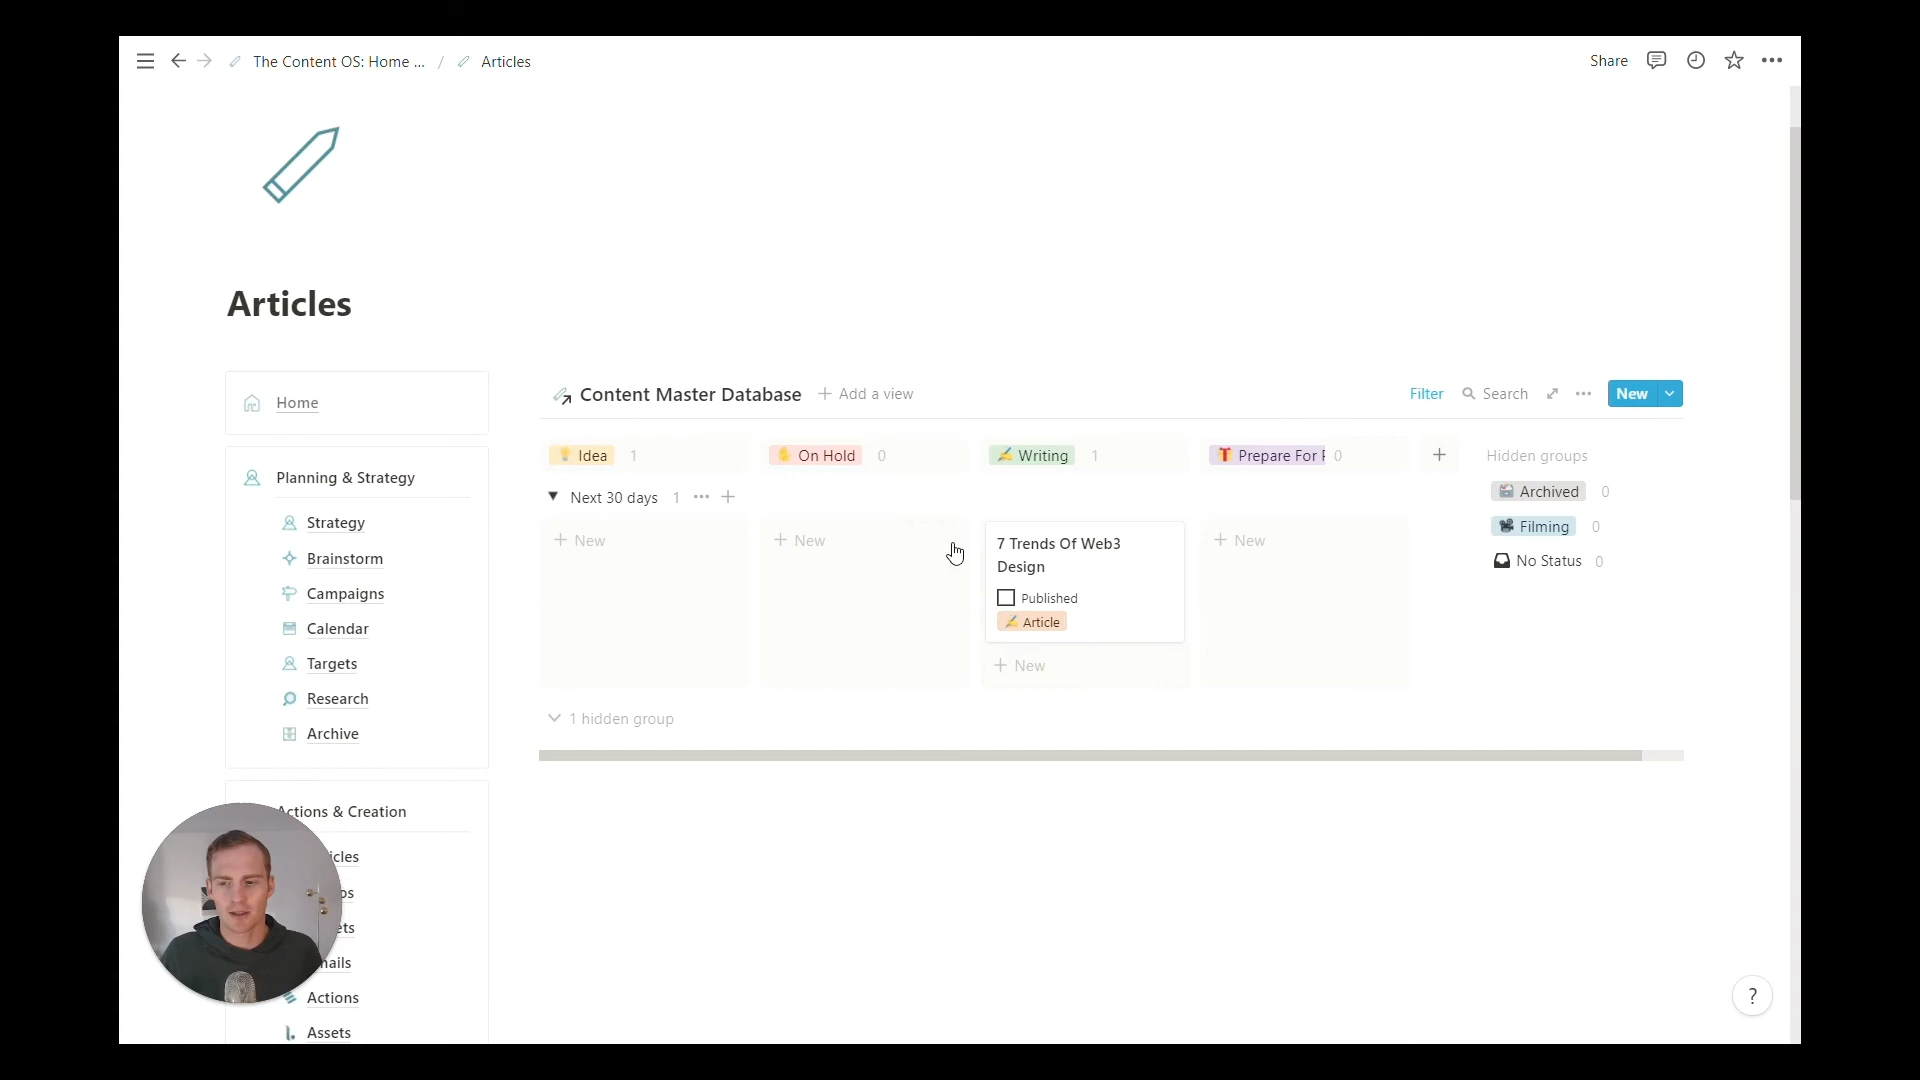 The Content OS: Home ... / Articles
Share
Articles
Home
Planning & Strategy
Strategy
Brainstorm
Campaigns
Calendar
Targets
Research
Archive
Actions & Creation
Actions
Assets
Content Master Database
Add a view
Filter
Search
New
Idea 1
On Hold 0
Writing 1
Prepare For 0
Hidden groups
Archived 0
Filming 0
No Status 0
Next 30 days 1
New
New
7 Trends Of Web3
Design
Published
Article
New
New
1 hidden group
?